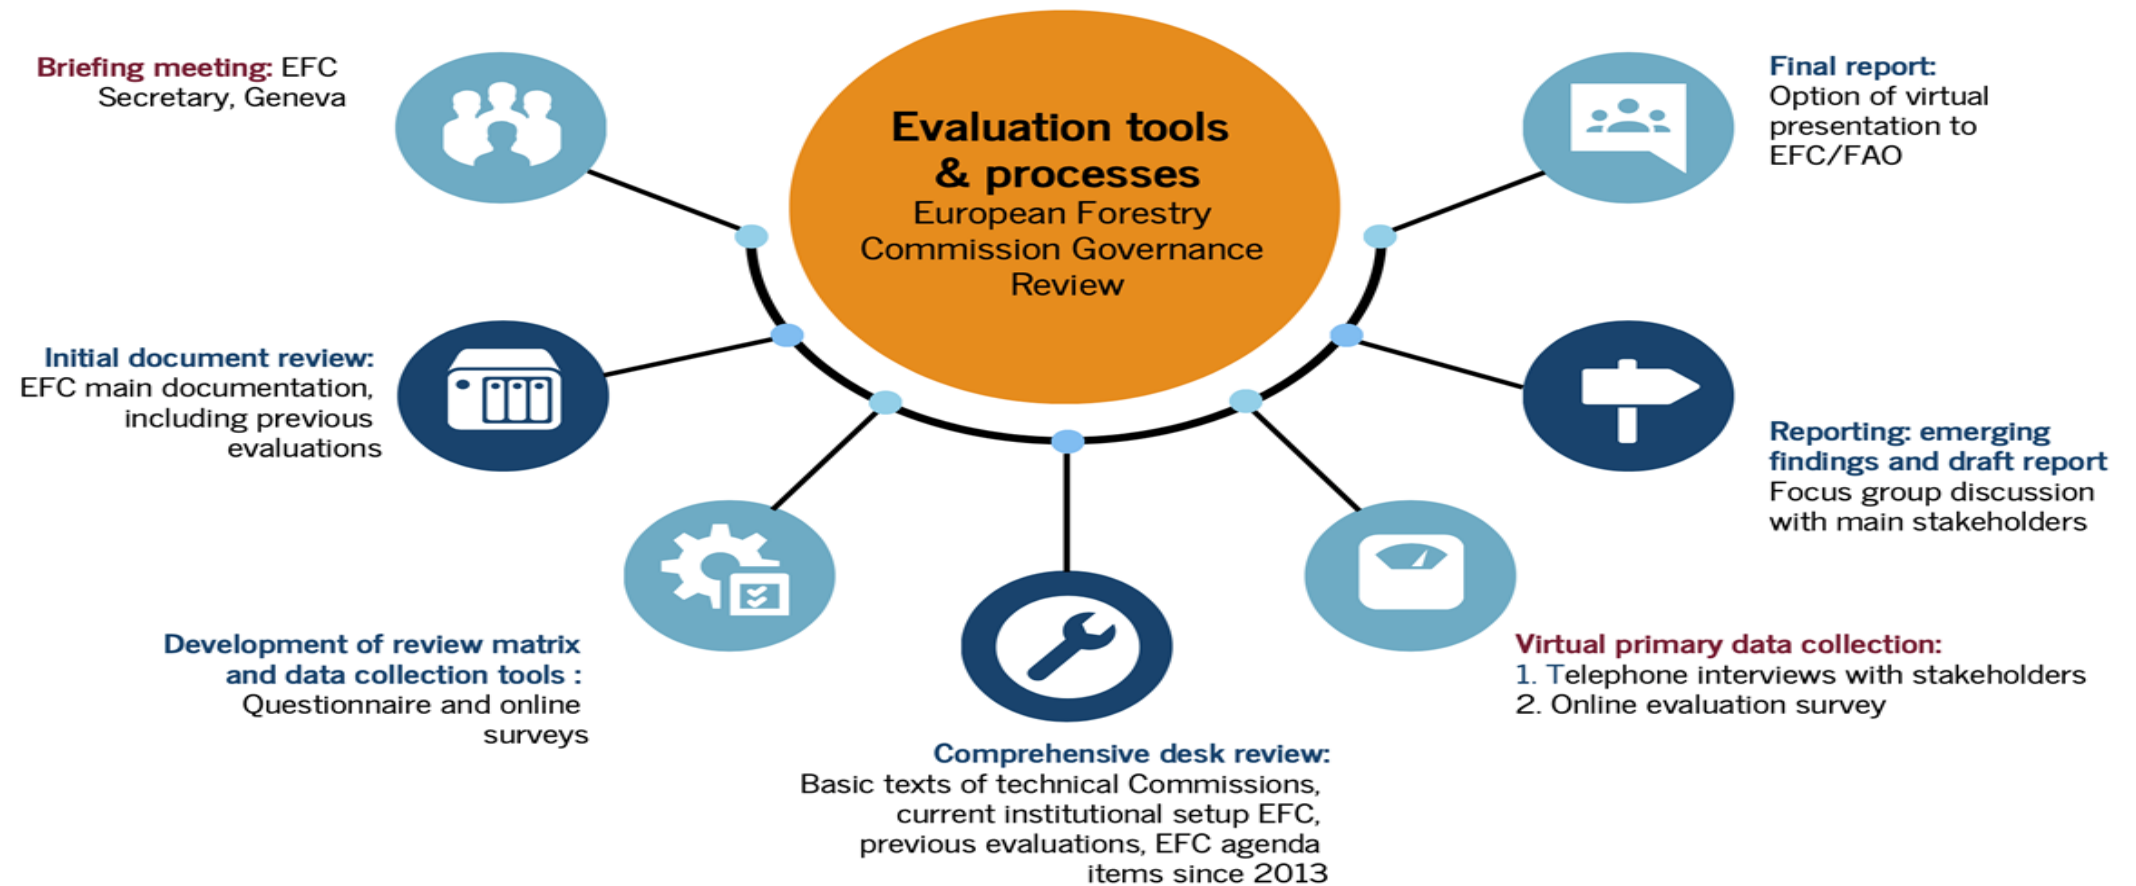 Evaluation tools
& processes
European Forestry
Commission Governance
Review
Briefing meeting: EFC
Secretary, Geneva
Initial document review:
EFC main documentation,
including previous
evaluations
Development of review matrix
and data collection tools :
Questionnaire and online
surveys
Comprehensive desk review:
Basic texts of technical Commissions,
current institutional setup EFC,
previous evaluations, EFC agenda
items since 2013
Virtual primary data collection:
1. Telephone interviews with stakeholders
2. Online evaluation survey
Reporting: emerging
findings and draft report
Focus group discussion
with main stakeholders
Final report:
Option of virtual
presentation to
EFC/FAO